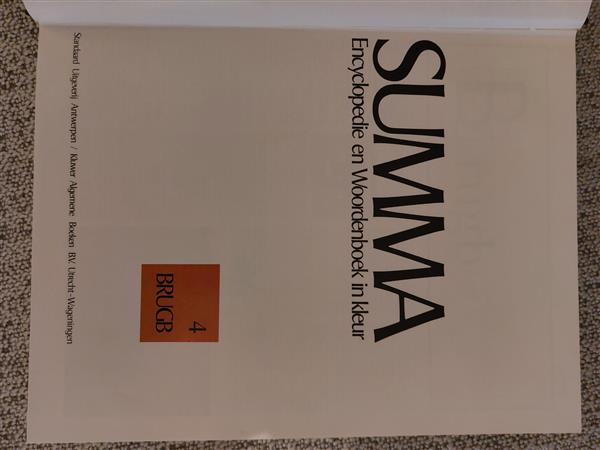 SUMMA
Encyclopedie en Woordenboek in kleur
4
BRUGB
Standaard Uitgeverij Antwerpen / Kluwer Algemene Boeken B.V. Utrecht-Wageningen